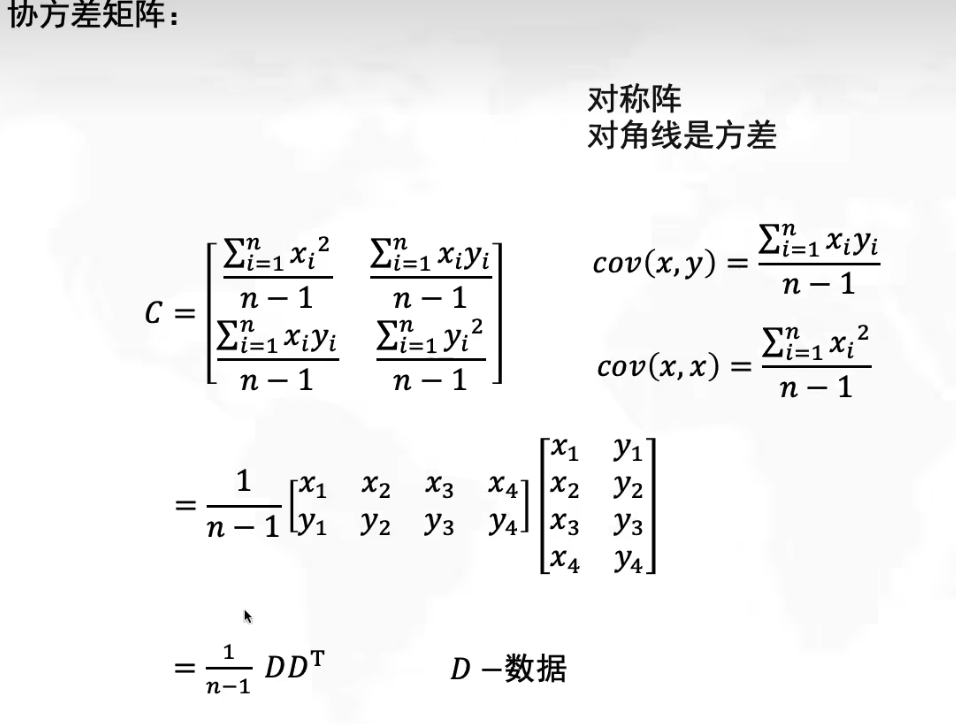 协方差矩阵：
对称阵
对角线是方差
C = \begin{bmatrix} \frac{\sum_{i=1}^{n} x_i^2}{n-1} & \frac{\sum_{i=1}^{n} x_i y_i}{n-1} \\ \frac{\sum_{i=1}^{n} x_i y_i}{n-1} & \frac{\sum_{i=1}^{n} y_i^2}{n-1} \end{bmatrix}
cov(x, y) = \frac{\sum_{i=1}^{n} x_i y_i}{n-1}
cov(x, x) = \frac{\sum_{i=1}^{n} x_i^2}{n-1}
= \frac{1}{n-1} \begin{bmatrix} x_1 & x_2 & x_3 & x_4 \\ y_1 & y_2 & y_3 & y_4 \end{bmatrix} \begin{bmatrix} x_1 & y_1 \\ x_2 & y_2 \\ x_3 & y_3 \\ x_4 & y_4 \end{bmatrix}
= \frac{1}{n-1} DD^{\mathrm{T}}
D –数据